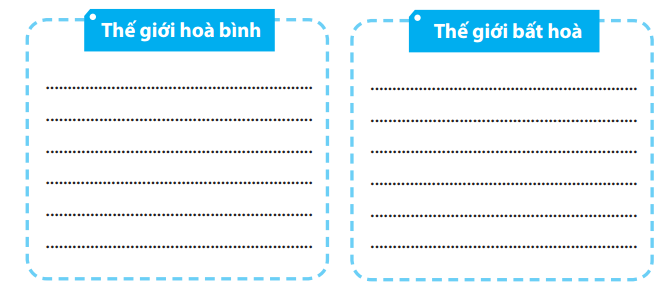 Thế giới hoà bình
Thế giới bất hoà